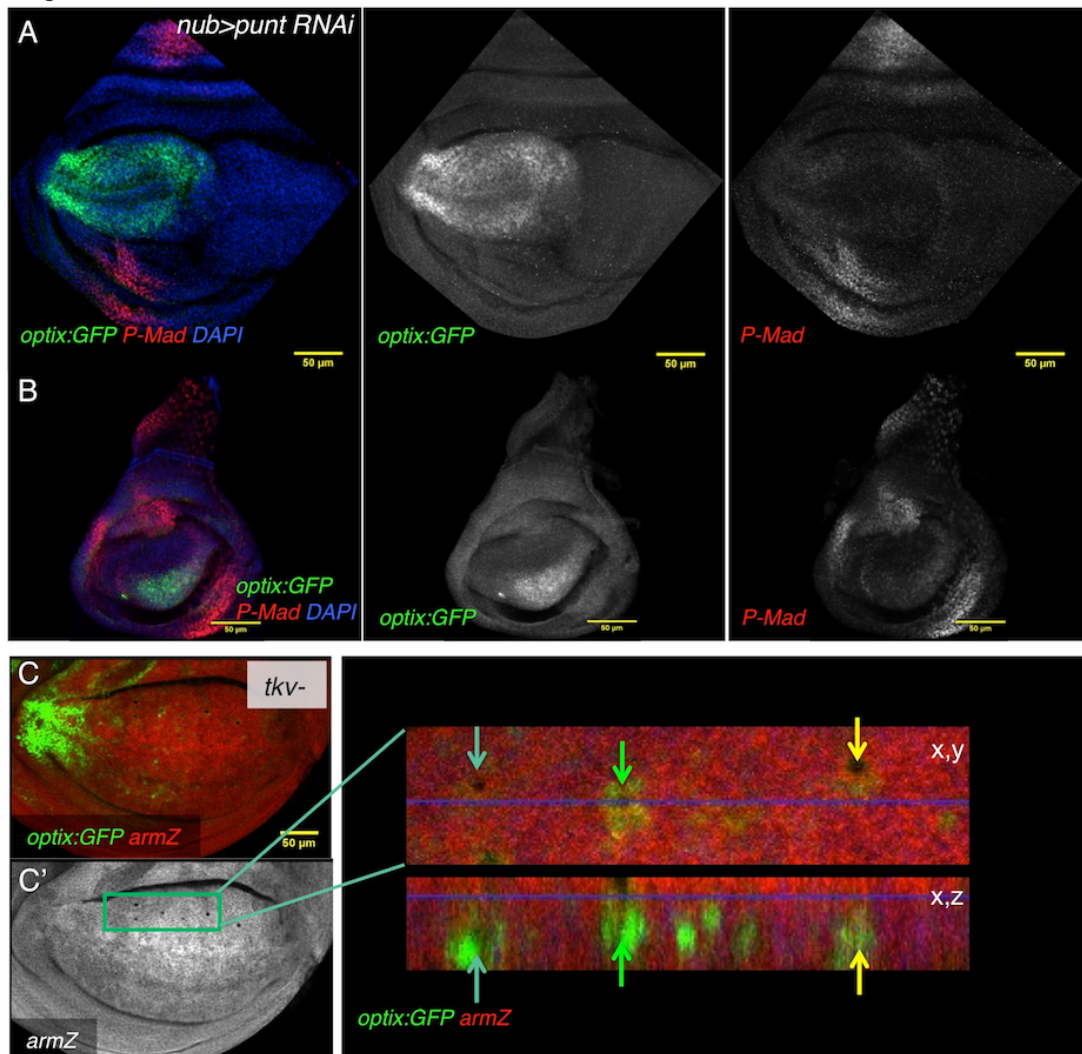 A
nub>punt RNAi
optix:GFP P-Mad DAPI
50 µm
optix:GFP
50 µm
P-Mad
50 µm
B
optix:GFP
P-Mad DAPI
50 µm
optix:GFP
50 µm
P-Mad
50 µm
C
tkv-
optix:GFP armZ
50 µm
C'
armZ
x,y
x,z
optix:GFP armZ